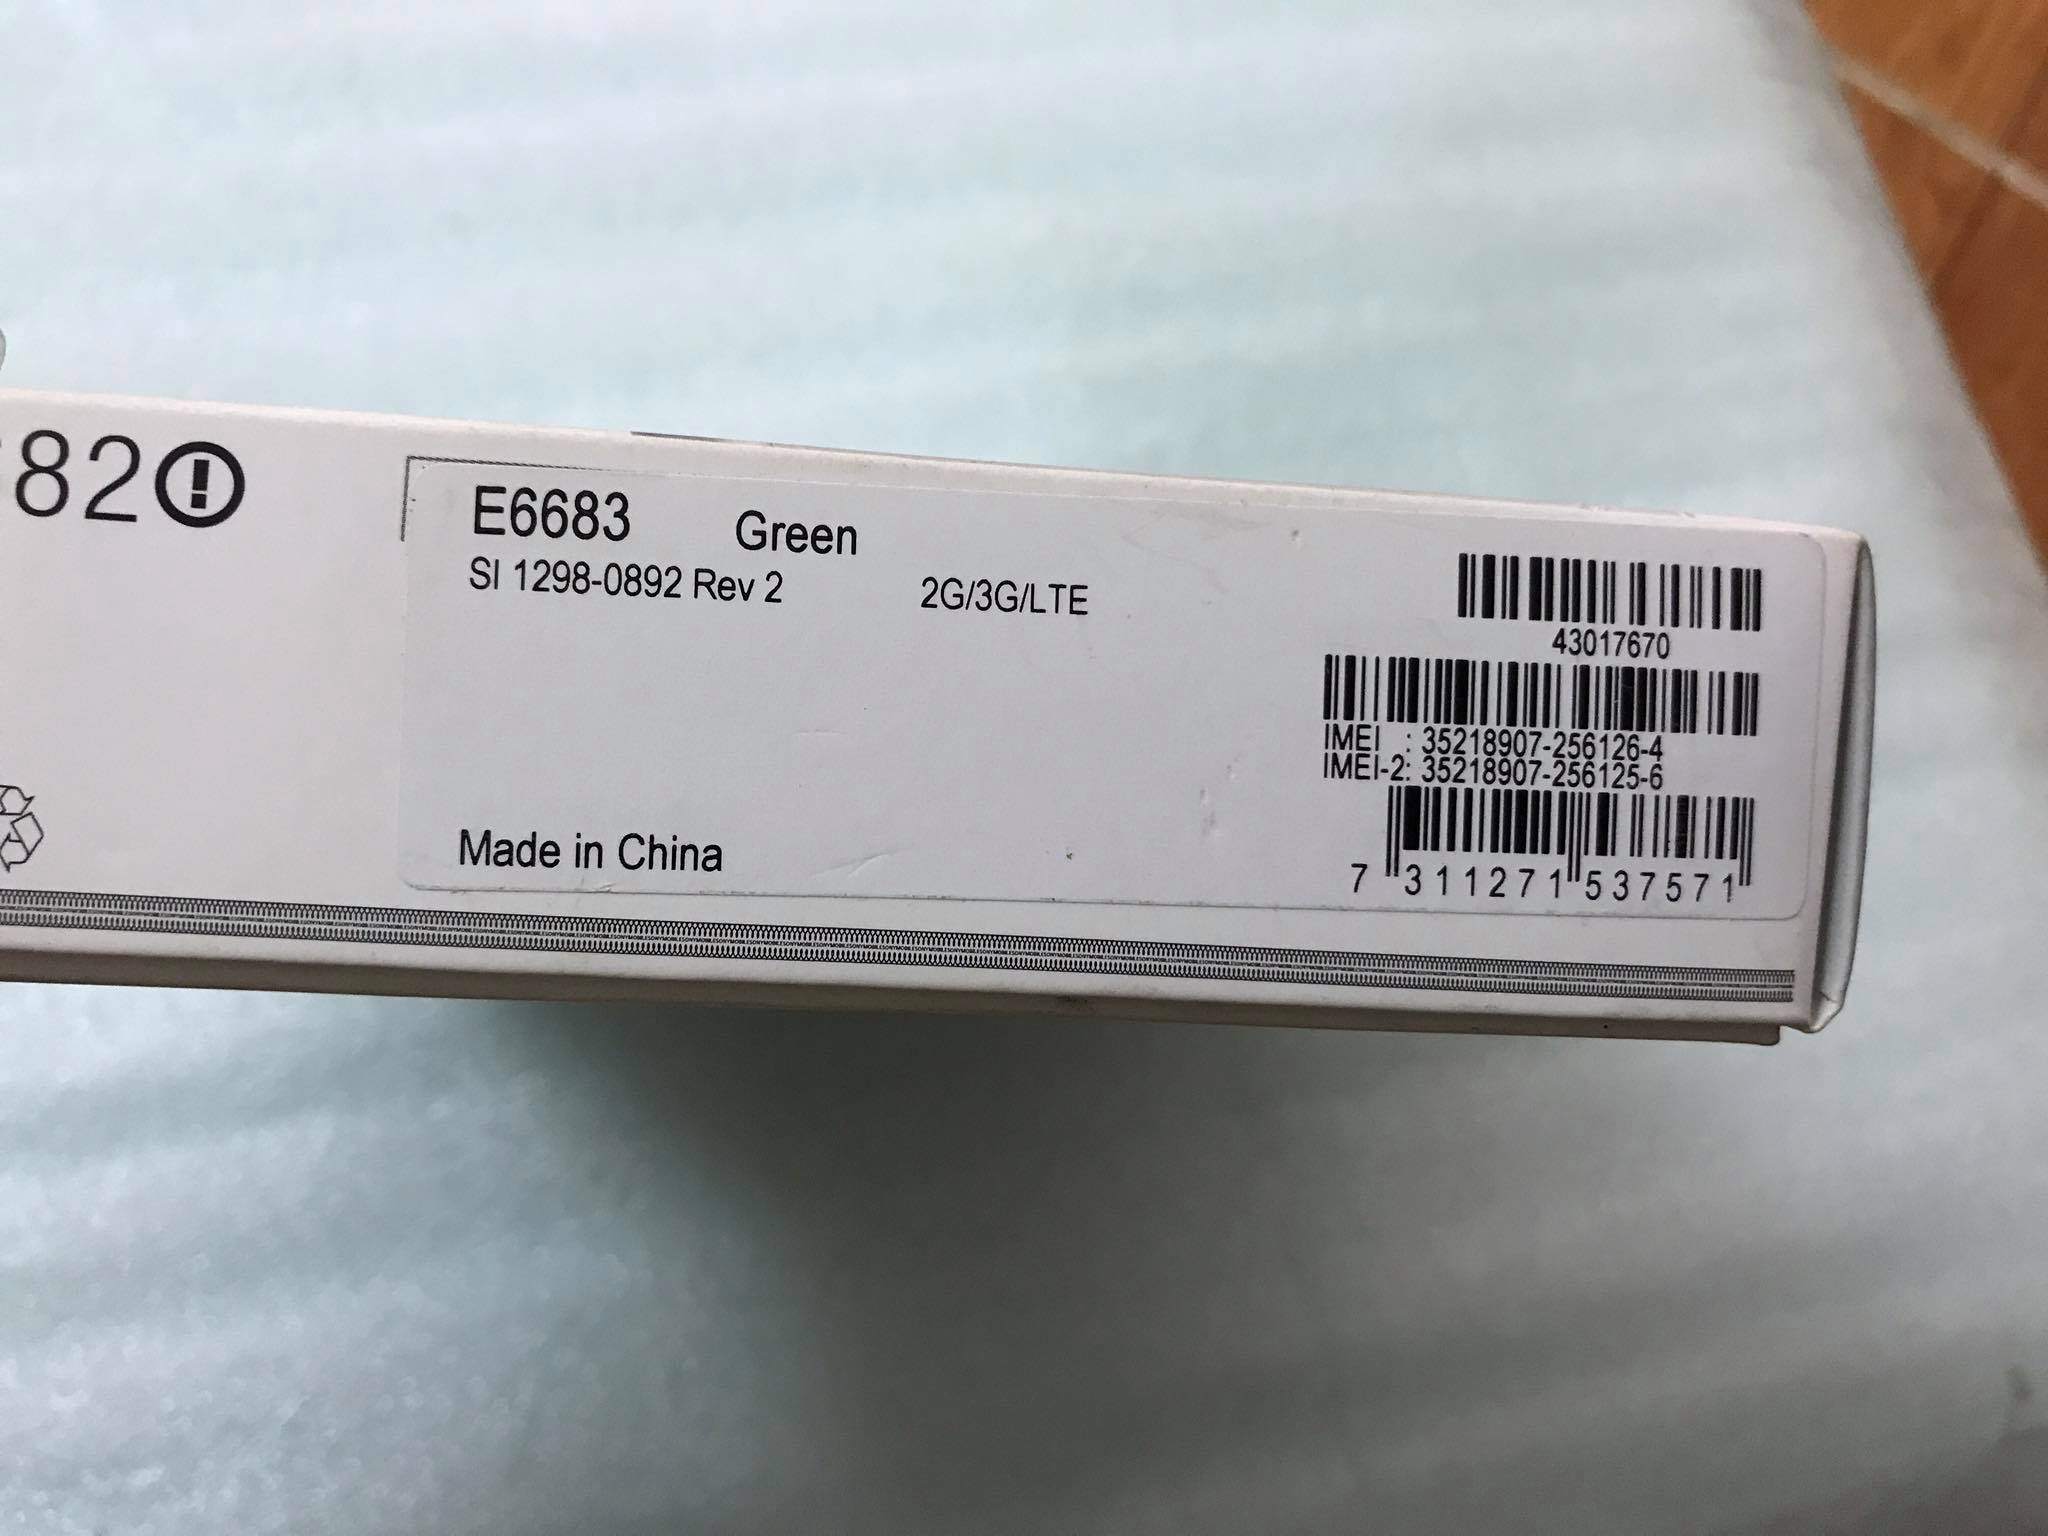 82
E6683 Green
SI 1298-0892 Rev 2 2G/3G/LTE
43017670
IMEI : 35218907-256126-4
IMEI-2: 35218907-256125-6
Made in China
7 311271 537571